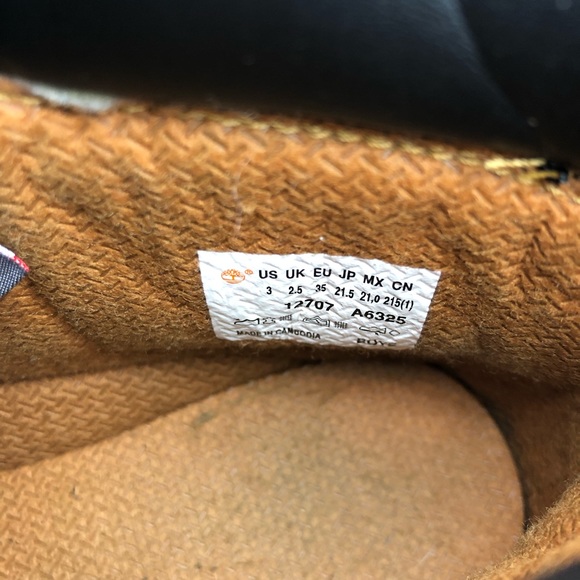 US UK EU JP MX CN
3 2.5 35 21.5 21.0 215(1)
12707 A6325
MADE IN CAMBODIA